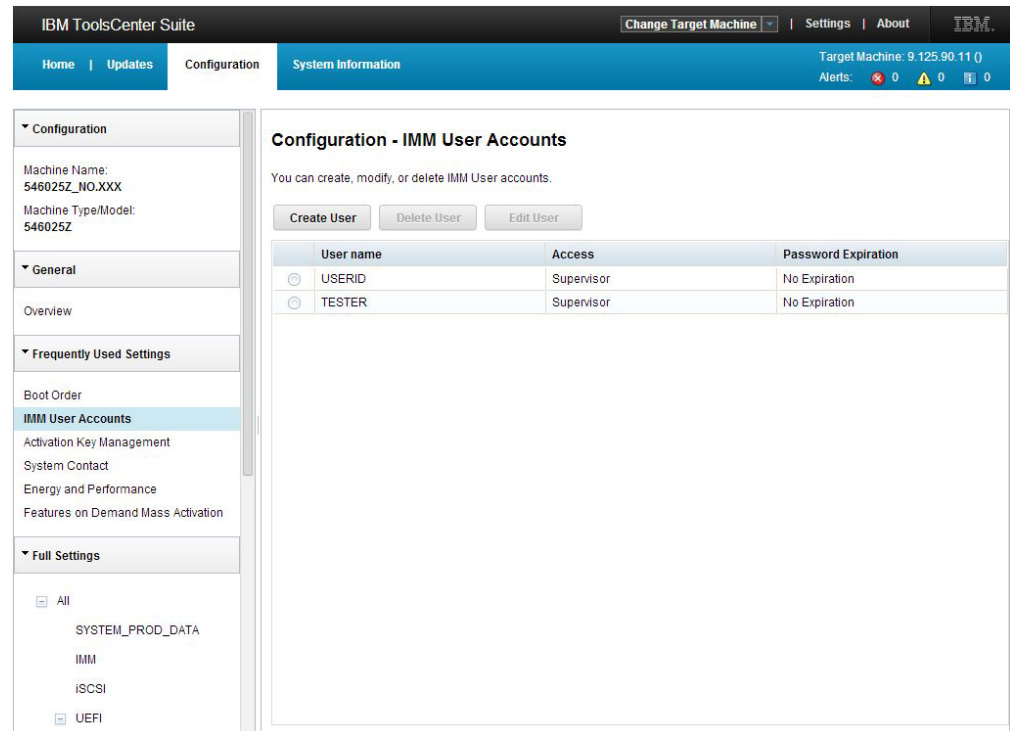 IBM ToolsCenter Suite
Change Target Machine | Settings | About IBM.
Home | Updates Configuration System Information
Target Machine: 9.125.90.11 ()
Alerts: 0 0 0
Configuration
Machine Name:
546025Z_NO.XXX
Machine Type/Model:
546025Z
General
Overview
Frequently Used Settings
Boot Order
IMM User Accounts
Activation Key Management
System Contact
Energy and Performance
Features on Demand Mass Activation
Full Settings
All
SYSTEM_PROD_DATA
IMM
iSCSI
UEFI
Configuration - IMM User Accounts
You can create, modify, or delete IMM User accounts.
Create User Delete User Edit User
User name Access Password Expiration
USERID Supervisor No Expiration
TESTER Supervisor No Expiration